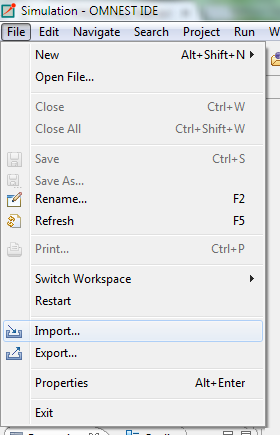 Simulation - OMNEST IDE
File Edit Navigate Search Project Run
New Alt+Shift+N
Open File...
Close Ctrl+W
Close All Ctrl+Shift+W
Save Ctrl+S
Save As...
Rename... F2
Refresh F5
Print... Ctrl+P
Switch Workspace
Restart
Import...
Export...
Properties Alt+Enter
Exit